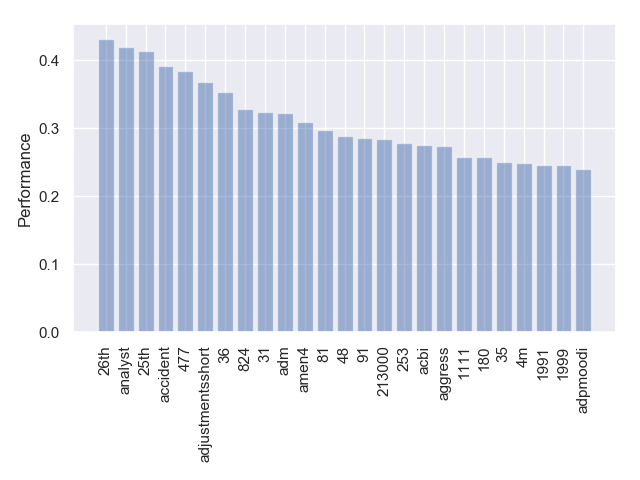 0.4
0.3
0.2
0.1
0.0
Performance
26th
analyst
25th
accident
477
adjustmentsshort
36
824
31
adm
amen4
81
48
91
213000
253
acbi
aggress
1111
180
35
4m
1991
1999
adpmoodi